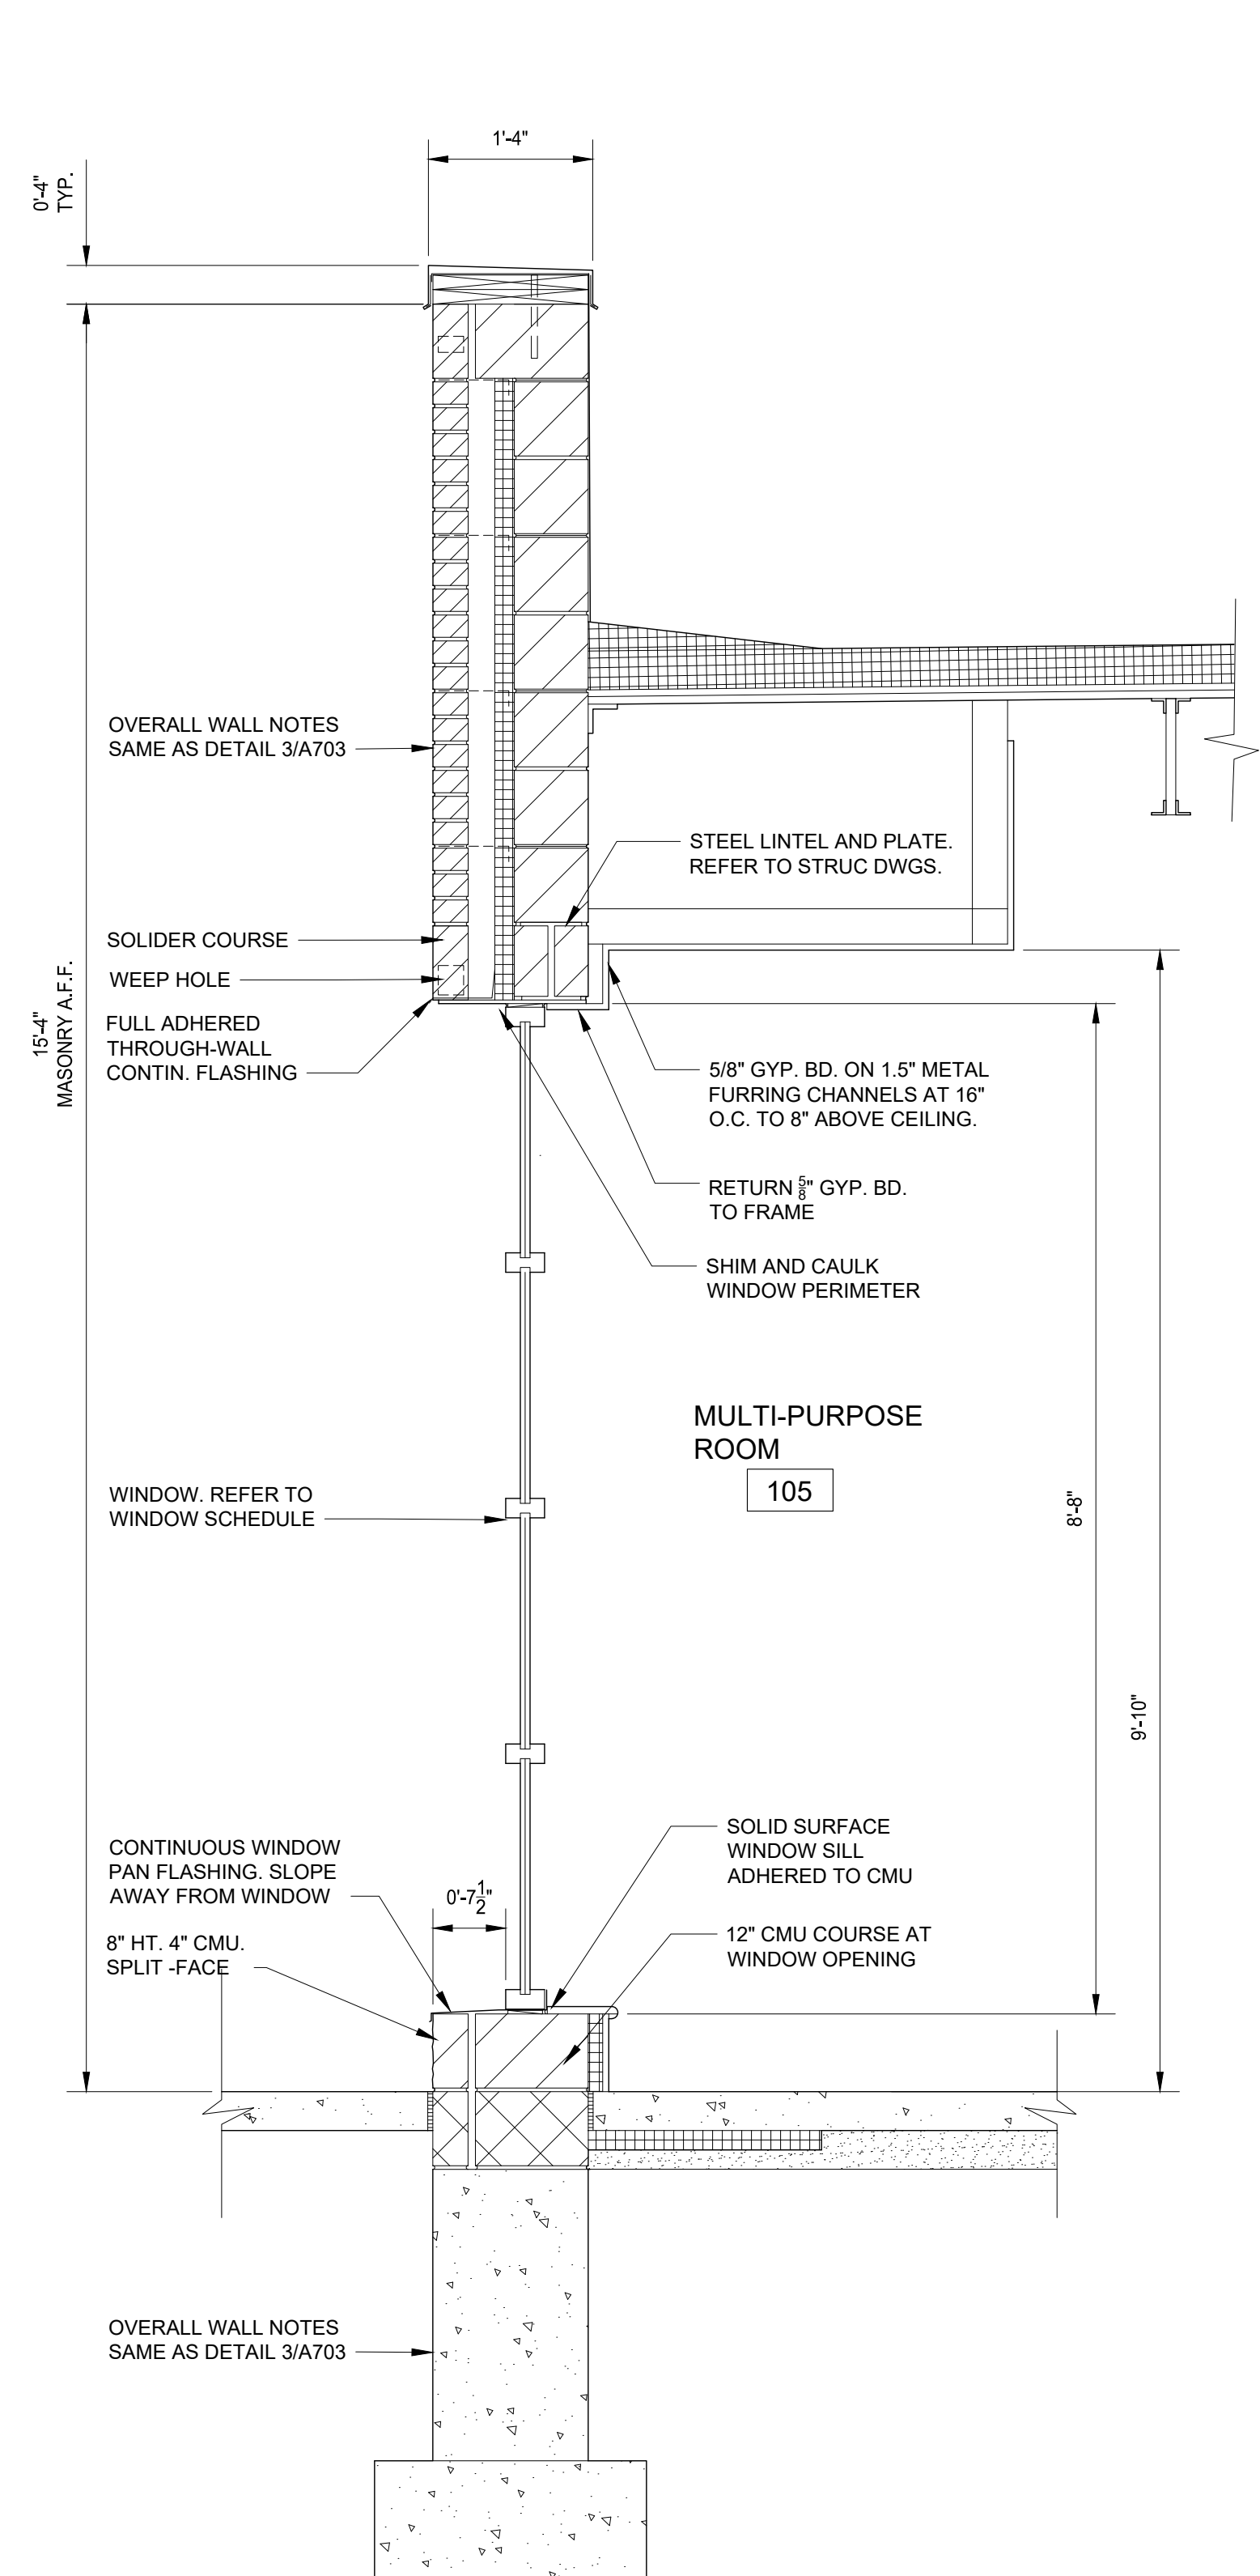 1'-4"
0'-4"
TYP.
OVERALL WALL NOTES
SAME AS DETAIL 3/A703
STEEL LINTEL AND PLATE.
REFER TO STRUC DWGS.
SOLIDER COURSE
WEEP HOLE
FULL ADHERED
THROUGH-WALL
CONTIN. FLASHING
15'-4"
MASONRY A.F.F.
5/8" GYP. BD. ON 1.5" METAL
FURRING CHANNELS AT 16"
O.C. TO 8" ABOVE CEILING.
RETURN 5/8" GYP. BD.
TO FRAME
SHIM AND CAULK
WINDOW PERIMETER
MULTI-PURPOSE
ROOM
105
WINDOW. REFER TO
WINDOW SCHEDULE
8'-8"
9'-10"
CONTINUOUS WINDOW
PAN FLASHING. SLOPE
AWAY FROM WINDOW
0'-7 1/2"
SOLID SURFACE
WINDOW SILL
ADHERED TO CMU
8" HT. 4" CMU.
SPLIT -FACE
12" CMU COURSE AT
WINDOW OPENING
OVERALL WALL NOTES
SAME AS DETAIL 3/A703